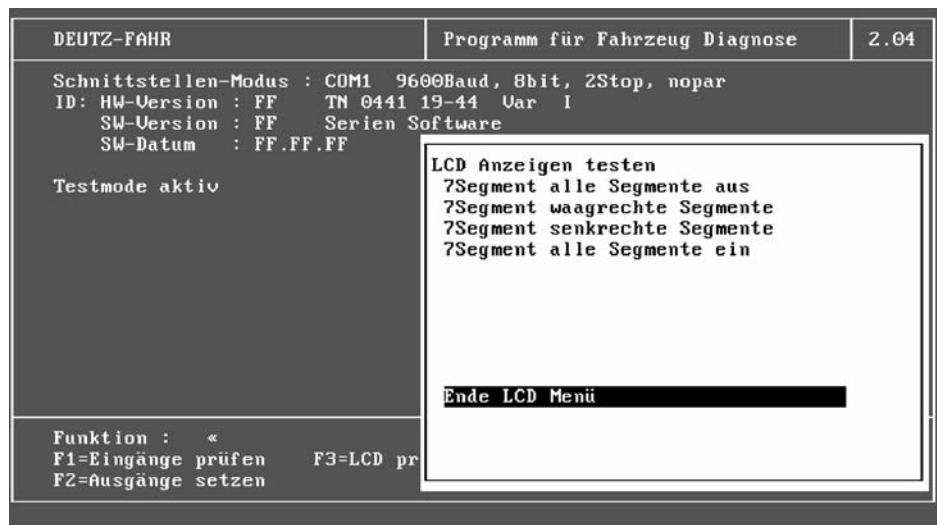 DEUTZ-FAHR Programm für Fahrzeug Diagnose 2.04
Schnittstellen-Modus : COM1 9600Baud, 8bit, 2Stop, nopar
ID: HW-Version : FF TN 0441 19-44 Var I
SW-Version : FF Serien Software
SW-Datum : FF.FF.FF
Testmode aktiv
LCD Anzeigen testen
7Segment alle Segmente aus
7Segment waagrechte Segmente
7Segment senkrechte Segmente
7Segment alle Segmente ein
Ende LCD Menü
Funktion : «
F1=Eingänge prüfen F3=LCD pr
F2=Ausgänge setzen